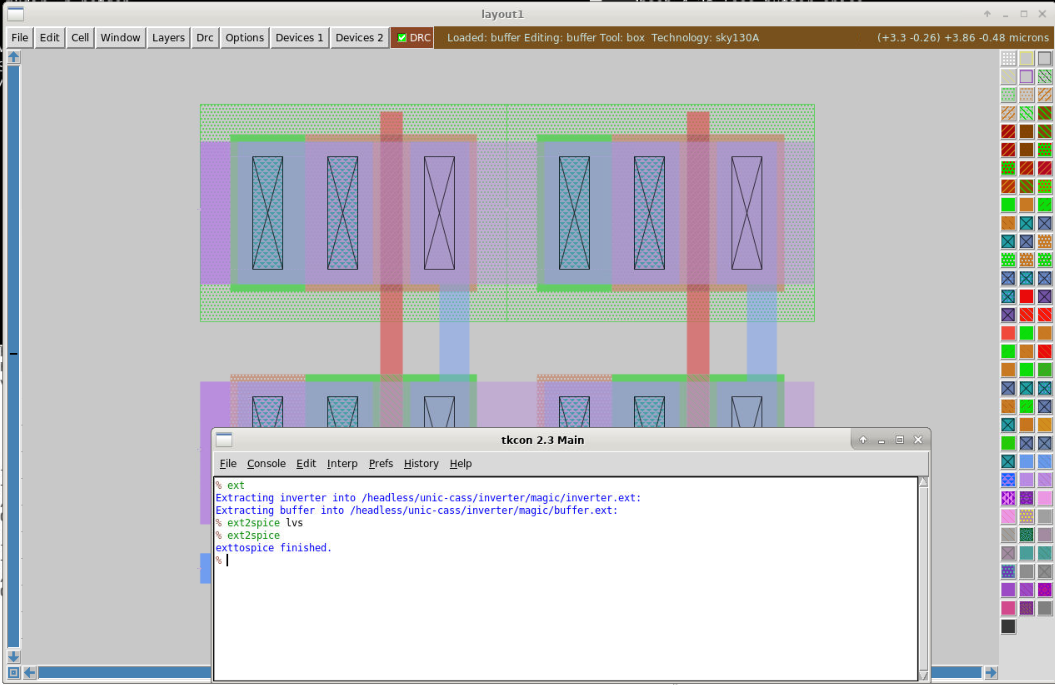 layout1
File Edit Cell Window Layers Drc Options Devices 1 Devices 2 DRC Loaded: buffer Editing: buffer Tool: box Technology: sky130A (+3.3 -0.26) +3.86 -0.48 microns
tkcon 2.3 Main
File Console Edit Interp Prefs History Help
% ext
Extracting inverter into /headless/unic-cass/inverter/magic/inverter.ext:
Extracting buffer into /headless/unic-cass/inverter/magic/buffer.ext:
% ext2spice lvs
% ext2spice
exttospice finished.
%